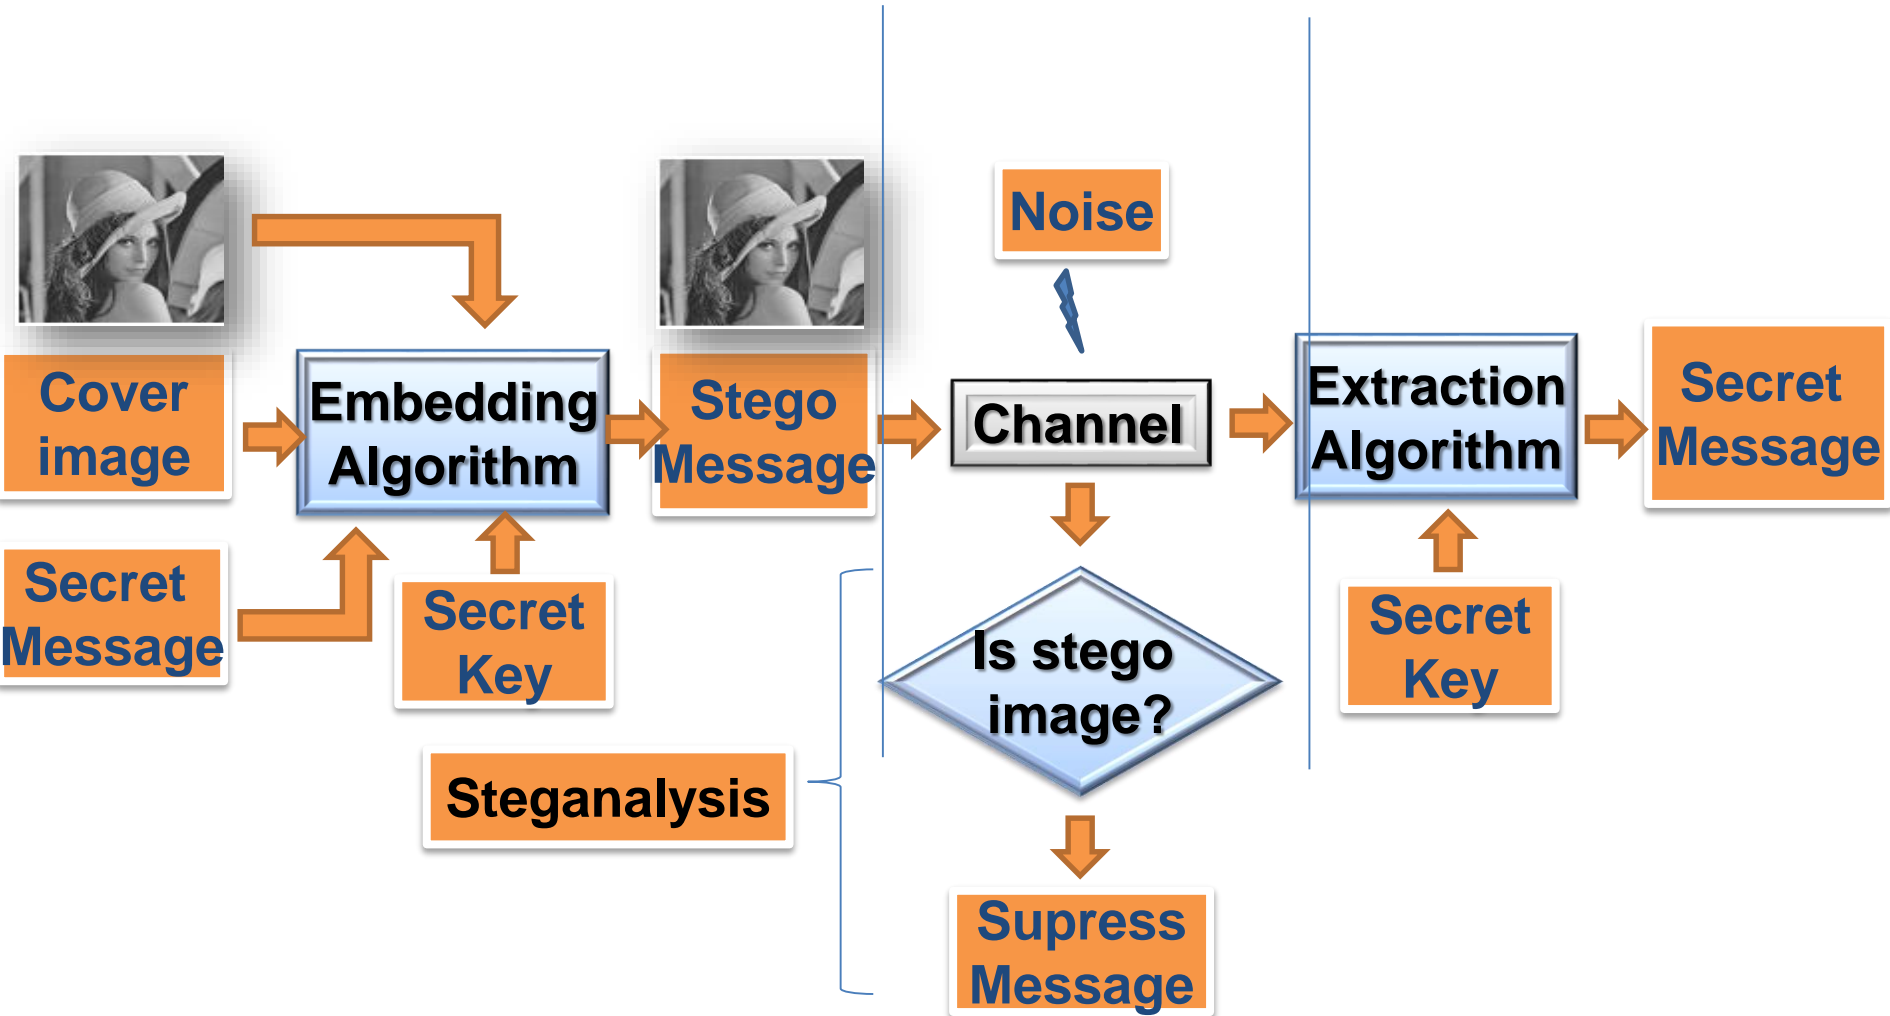 Noise
Cover
image
Embedding
Algorithm
Stego
Message
Channel
Extraction
Algorithm
Secret
Message
Secret
Message
Secret
Key
Is stego
image?
Secret
Key
Steganalysis
Supress
Message